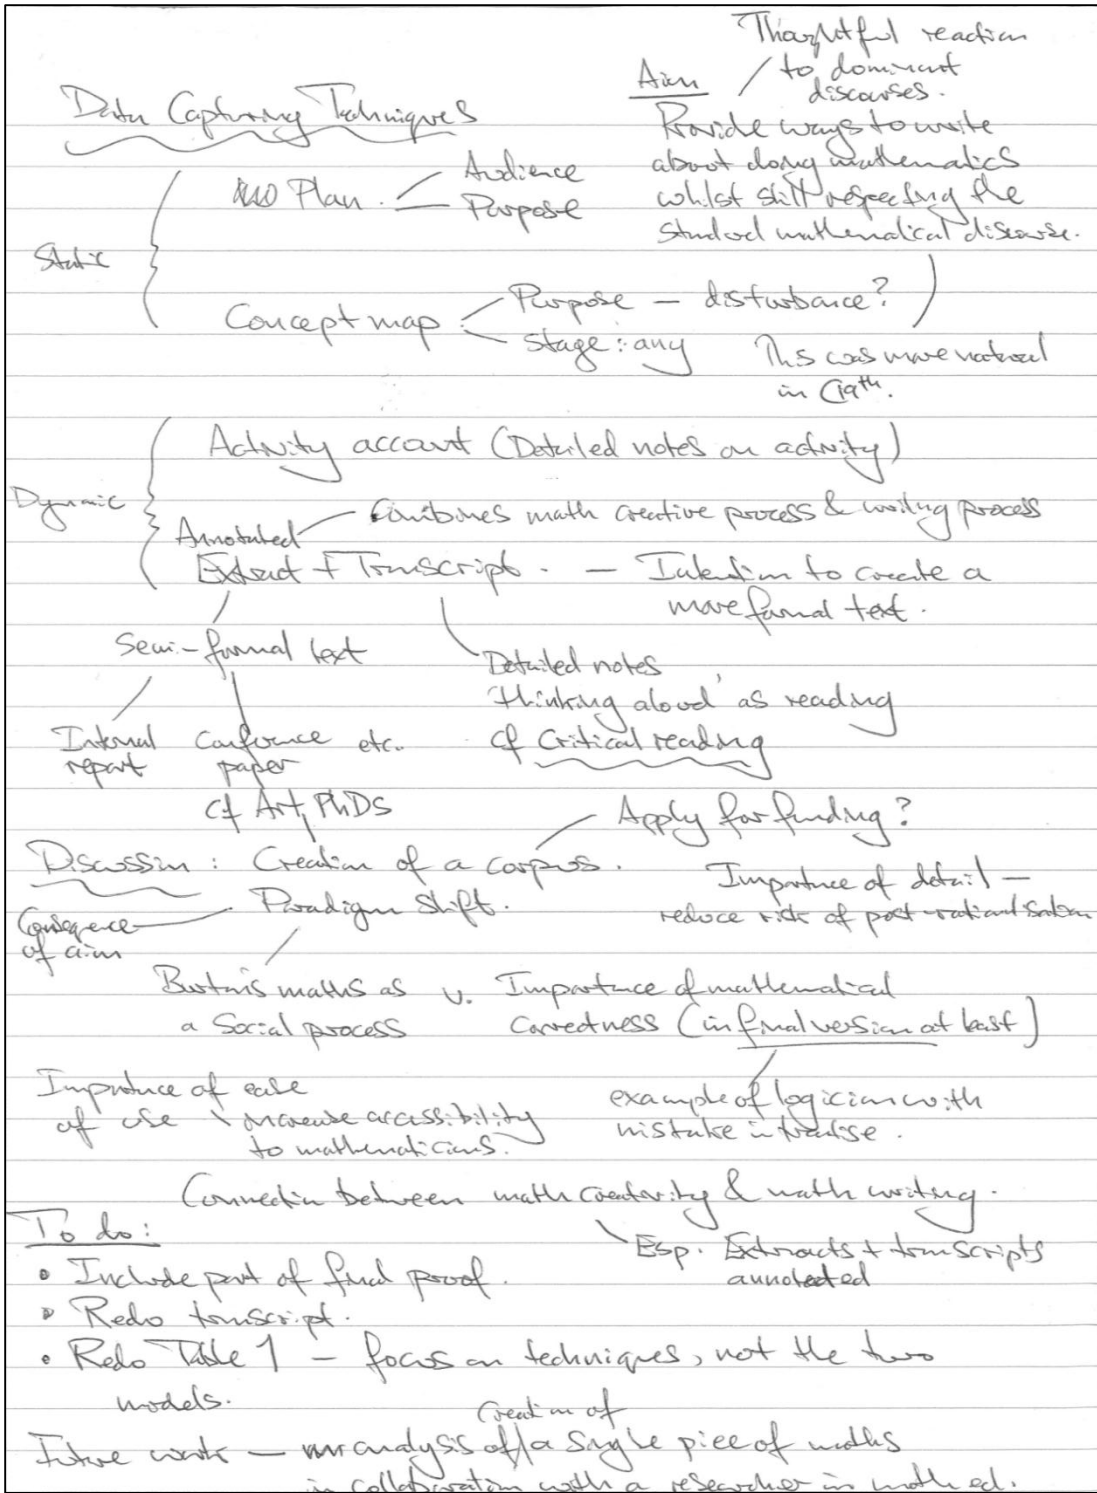 Thoughtful reaction
to dominant
discourses.
Aim
Data Capturing Techniques
Provide ways to write
about doing mathematics
whilst still respecting the
standard mathematical discourse.
Plan.
Audience
Purpose
Static
Concept map
Purpose – disturbance?
Stage: any
This was more natural
in C19th.
Activity account (Detailed notes on activity)
Dynamic
Combines math creative process & writing process
Annotated
Extract + Transcript. – Intention to create a
more formal text.
Semi-formal text
Detailed notes
'thinking aloud' as reading
cf critical reading
Internal
report
Conference
paper
etc.
cf Art, PhDs
Apply for funding?
Discussion: Creation of a corpus.
Importance of detail –
reduce risk of post-rationalisation
Paradigm Shift.
Consequence
of aim
Burton's maths as
a Social process
v. Importance of mathematical
correctness (in final version at least)
Importance of ease
of use
increase accessibility
to mathematicians.
example of logician with
mistake in treatise.
Connection between math creativity & math writing.
Esp. Extracts + transcripts
annotated
To do:
• Include part of final proof.
• Redo transcript.
• Redo Table 1 – focus on techniques, not the two
models.
Creation of
Future work – analysis of/a single piece of maths
in collaboration with a researcher in math ed.